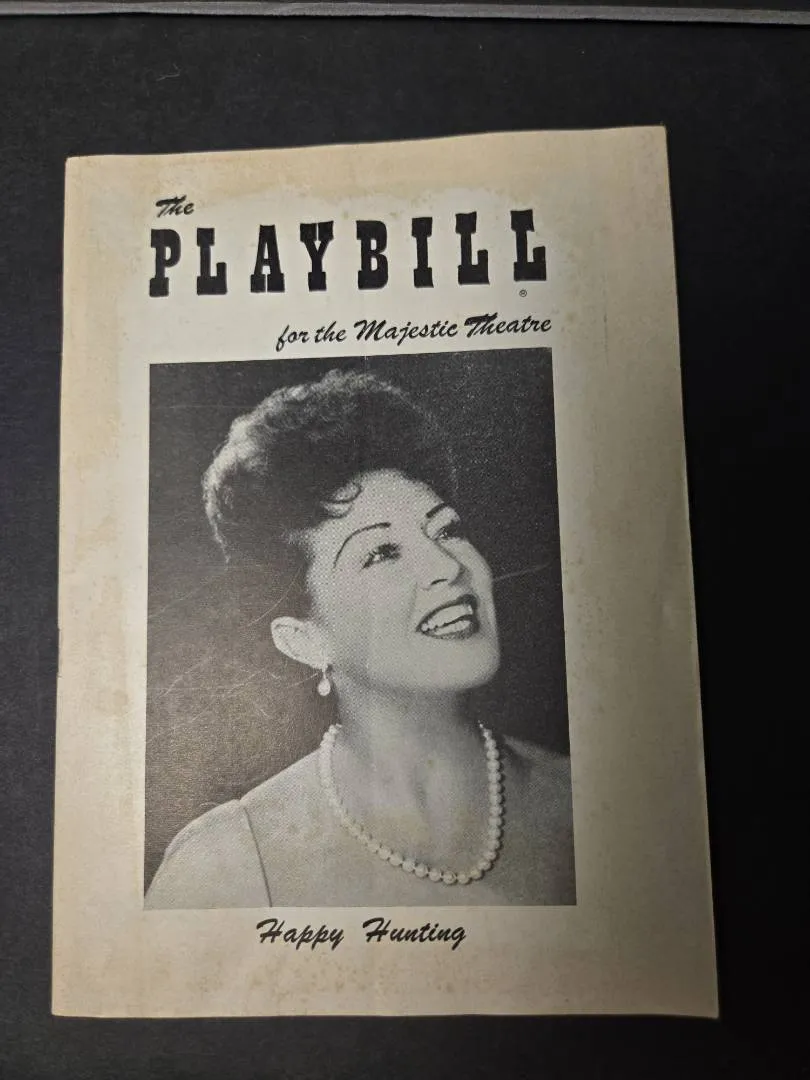 The
PLAYBILL
®
for the Majestic Theatre
Happy Hunting